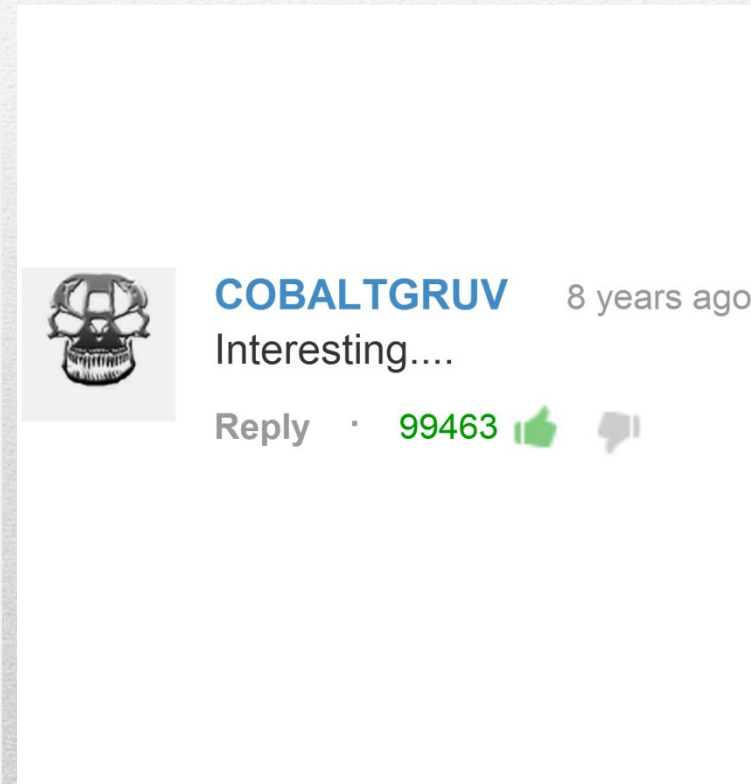 COBALTGRUV 8 years ago
Interesting....
Reply · 99463